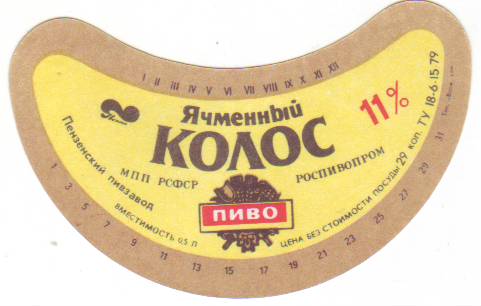 I II III IV V VI VII VIII IX X XI XII
Ячменный
КОЛОС
11%
МПП РСФСР
РОСПИВОПРОМ
ПИВО
Пензенский пивзавод
ВМЕСТИМОСТЬ 0,5 Л
ЦЕНА БЕЗ СТОИМОСТИ ПОСУДЫ 29 КОП. ТУ 18-6-15-79
1 3 5 7 9 11 13 15 17 19 21 23 25 27 29 31